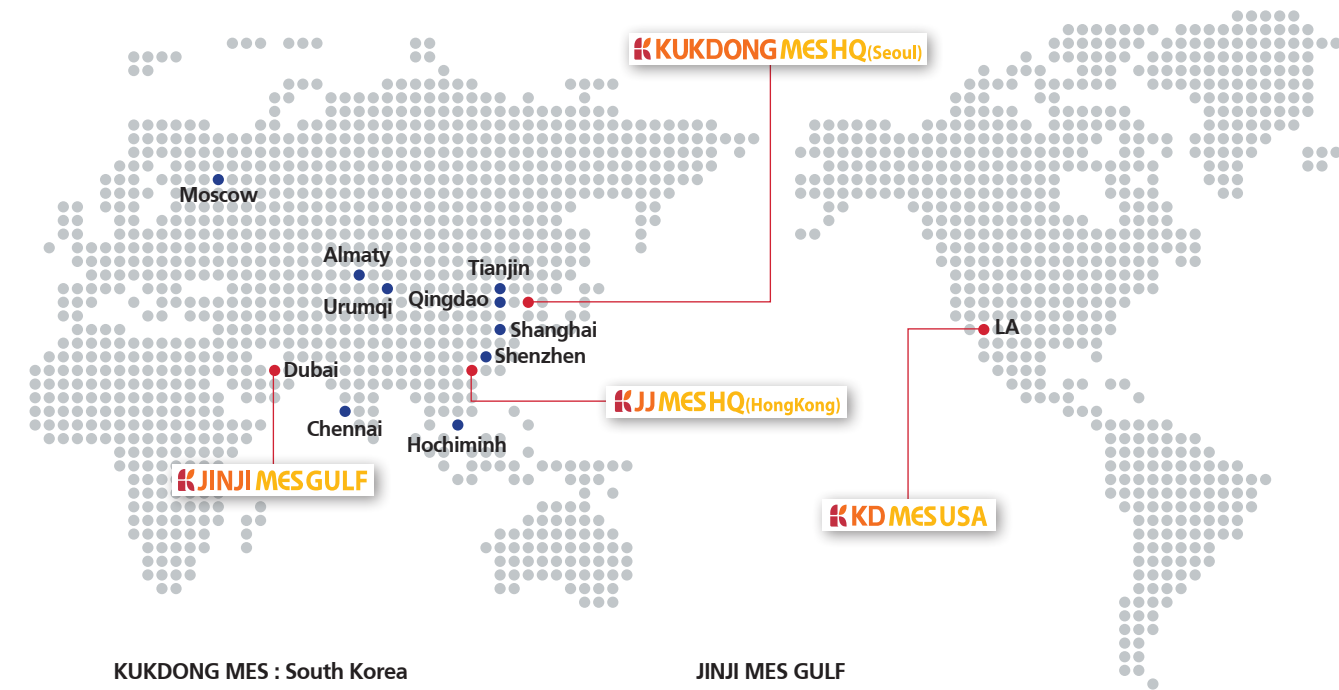 KUKDONG MES HQ (Seoul)
Moscow
Almaty
Tianjin
Urumqi
Qingdao
Shanghai
LA
Shenzhen
Dubai
JJ MES HQ (HongKong)
Chennai
Hochiminh
JINJI MES GULF
KD MES USA
KUKDONG MES : South Korea
JINJI MES GULF